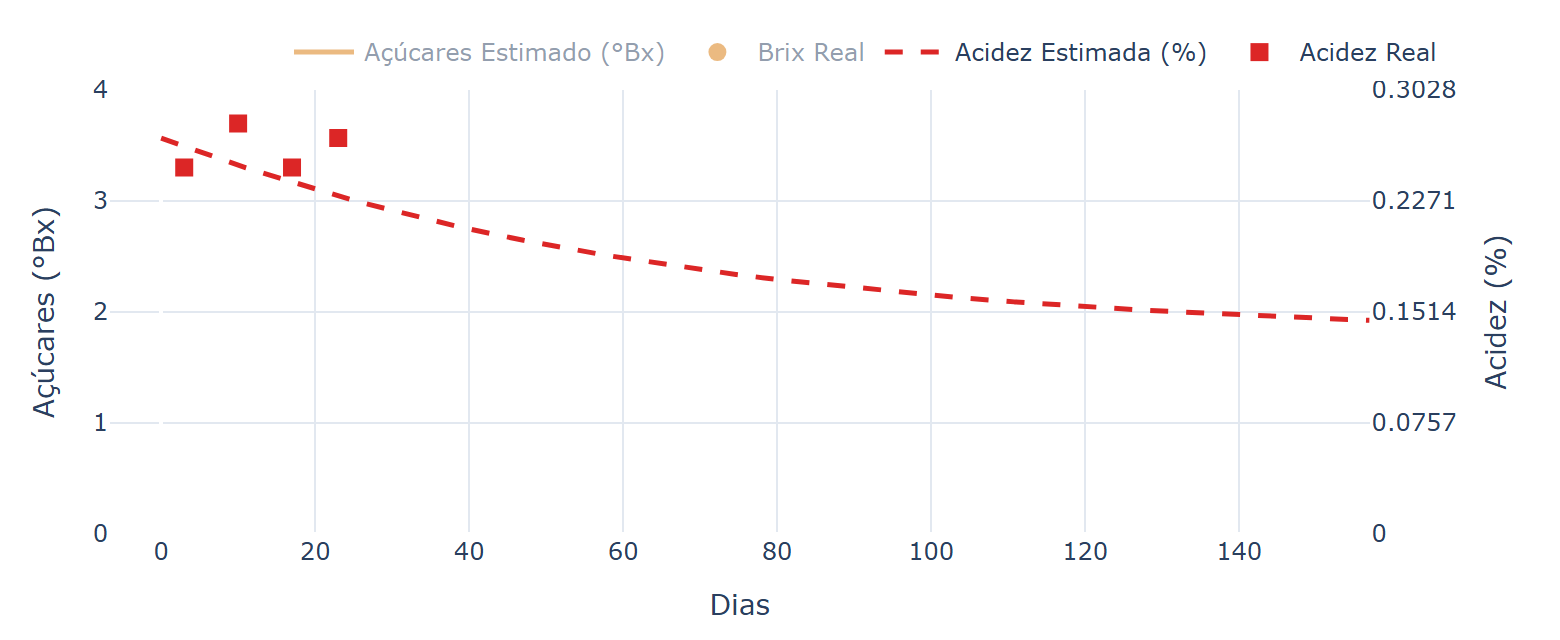 Açúcares Estimado (°Bx) Brix Real Acidez Estimada (%) Acidez Real
4 0.3028
3 0.2271
2 0.1514
1 0.0757
0 0
Açúcares (°Bx)
Acidez (%)
0 20 40 60 80 100 120 140
Dias